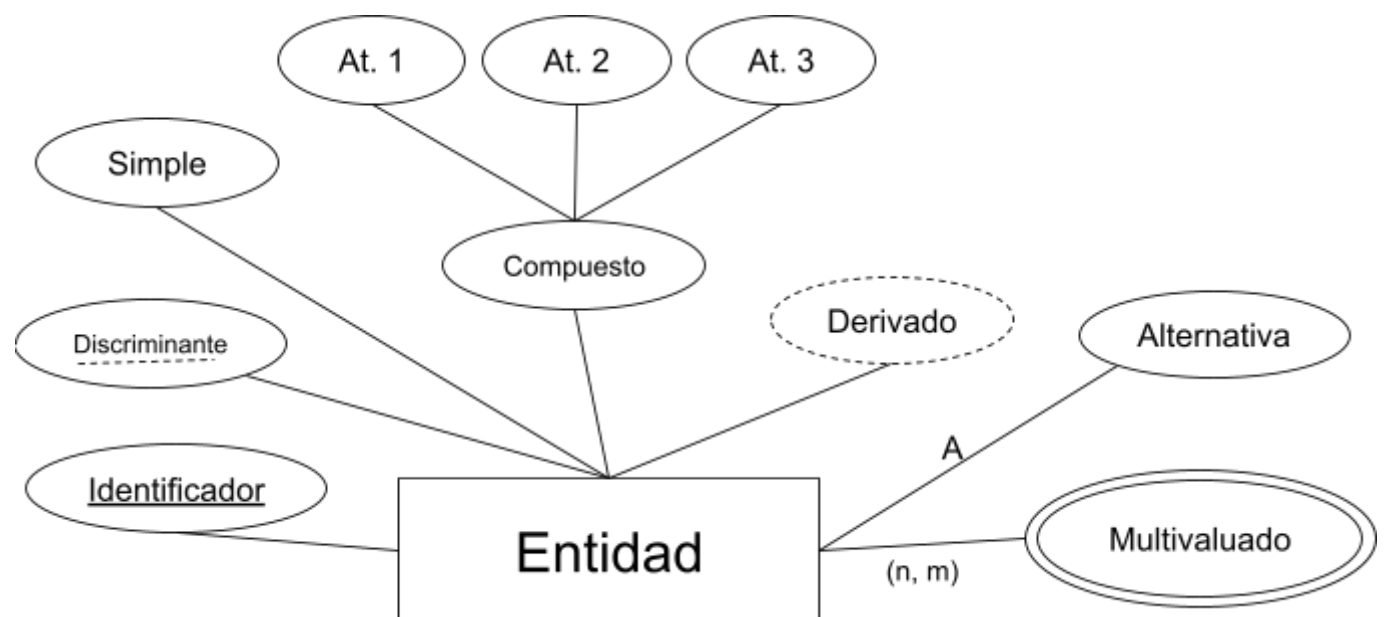 At. 1
At. 2
At. 3
Simple
Compuesto
Derivado
Alternativa
Discriminante
A
Identificador
Entidad
(n, m)
Multivaluado